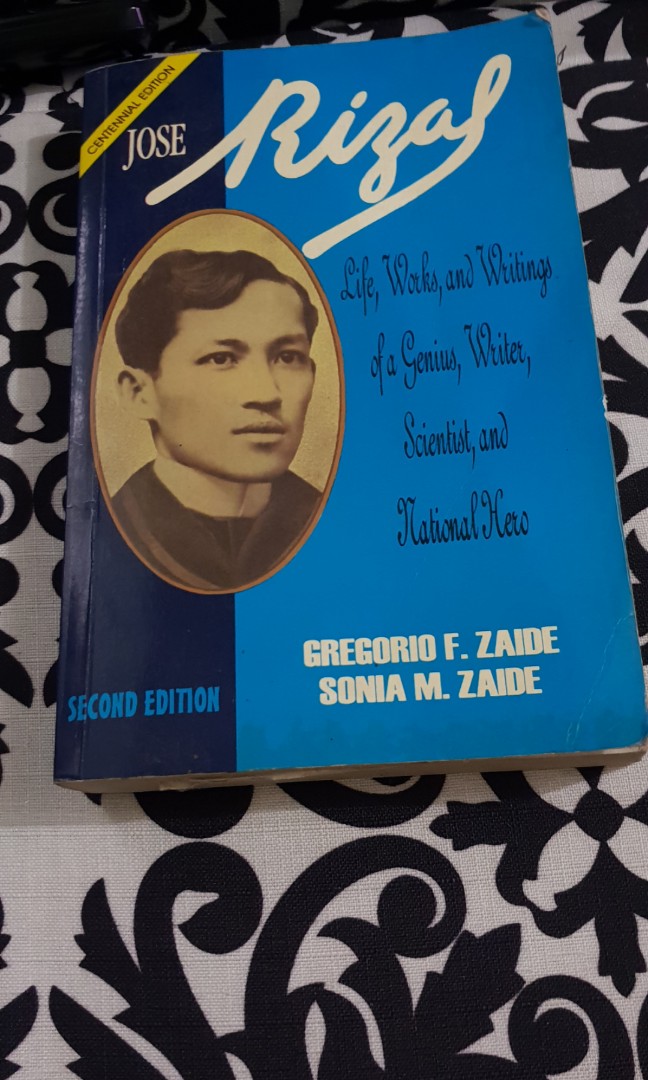 CENTENNIAL EDITION
JOSE
Rizal
Life, Works, and Writings
of a Genius, Writer,
Scientist, and
National Hero
GREGORIO F. ZAIDE
SONIA M. ZAIDE
SECOND EDITION